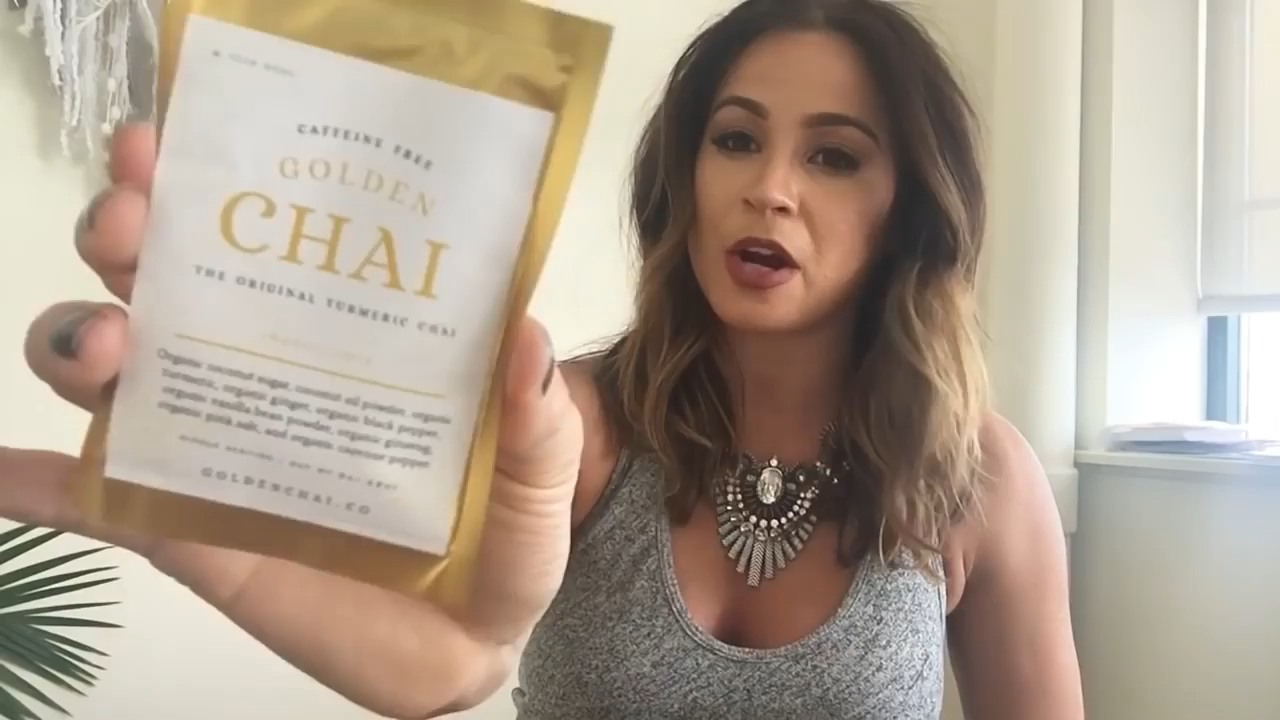 CAFFEINE FREE
GOLDEN
CHAI
THE ORIGINAL TURMERIC CHAI
Organic coconut sugar, coconut oil powder, organic
turmeric, organic ginger, organic black pepper,
organic vanilla bean powder, organic ginseng,
organic pink salt, and organic cayenne pepper.
GOLDENCHAI.CO